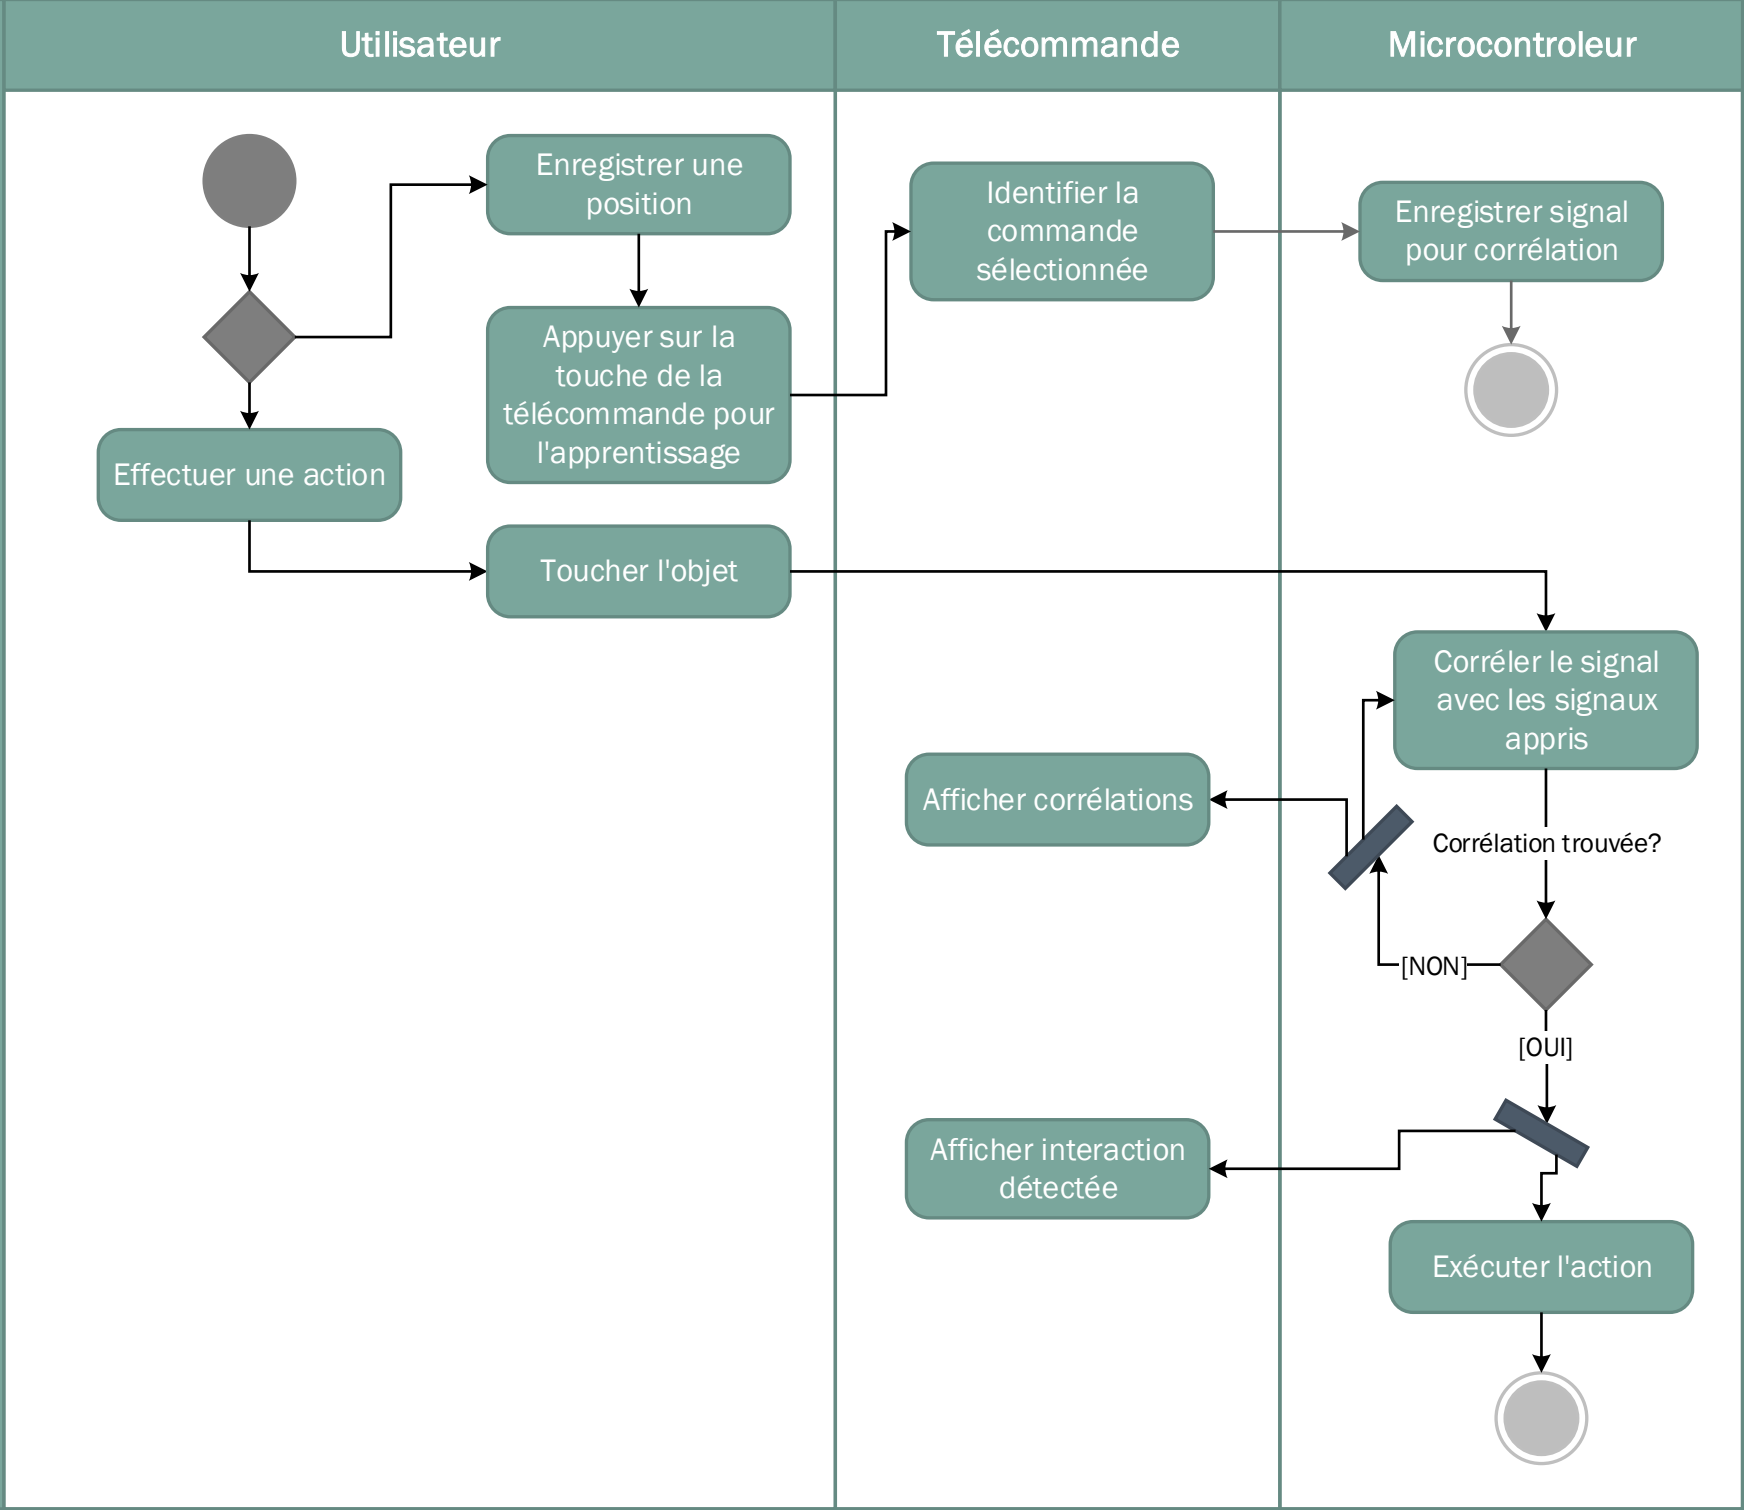 Utilisateur
Télécommande
Microcontroleur
Enregistrer une
position
Identifier la
commande
sélectionnée
Enregistrer signal
pour corrélation
Appuyer sur la
touche de la
télécommande pour
l'apprentissage
Effectuer une action
Toucher l'objet
Corréler le signal
avec les signaux
appris
Afficher corrélations
Corrélation trouvée?
[NON]
[OUI]
Afficher interaction
détectée
Exécuter l'action